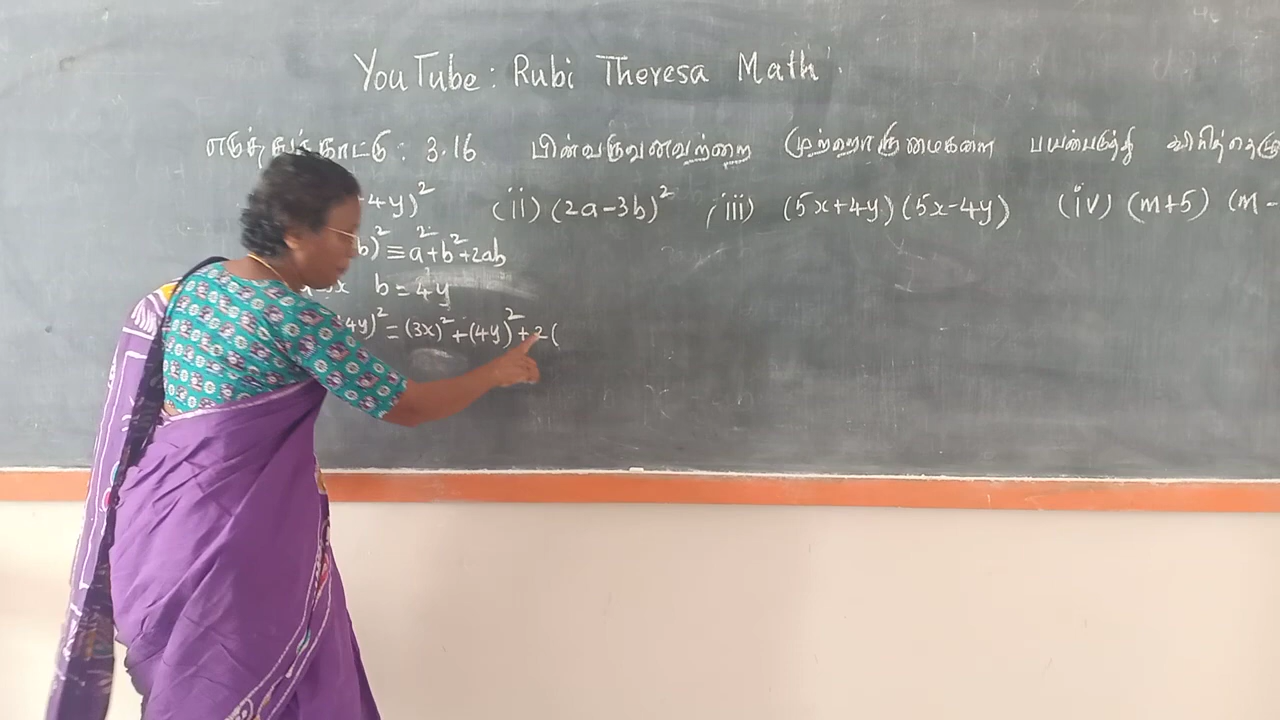 YouTube: Rubi Theresa Math
எடுத்துக்காட்டு: 3.16 பின்வருவனவற்றை முற்றொருமைகளை பயன்படுத்தி
4y)² (ii) (2a-3b)² (iii) (5x+4y)(5x-4y) (iv) (m+5) (m-
b)² ≡ a²+b²+2ab
b = 4y
4y)² = (3x)²+(4y)²+2(